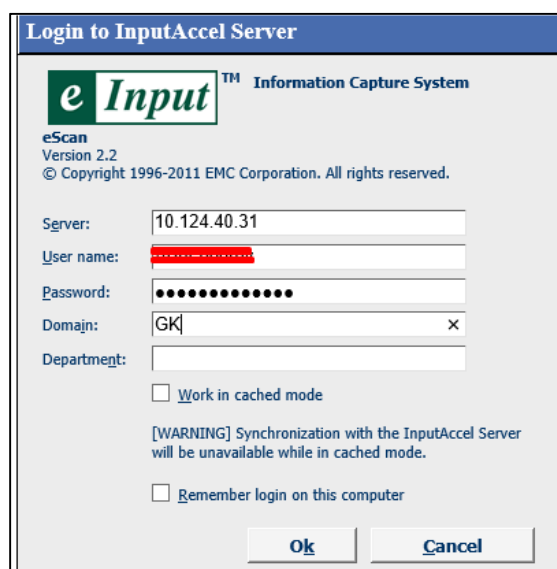 Login to InputAccel Server
e Input ™ Information Capture System
eScan
Version 2.2
© Copyright 1996-2011 EMC Corporation. All rights reserved.
Server: 10.124.40.31
User name:
Password: ●●●●●●●●●●●●●
Domain: GK ×
Department:
Work in cached mode
[WARNING] Synchronization with the InputAccel Server
will be unavailable while in cached mode.
Remember login on this computer
Ok Cancel